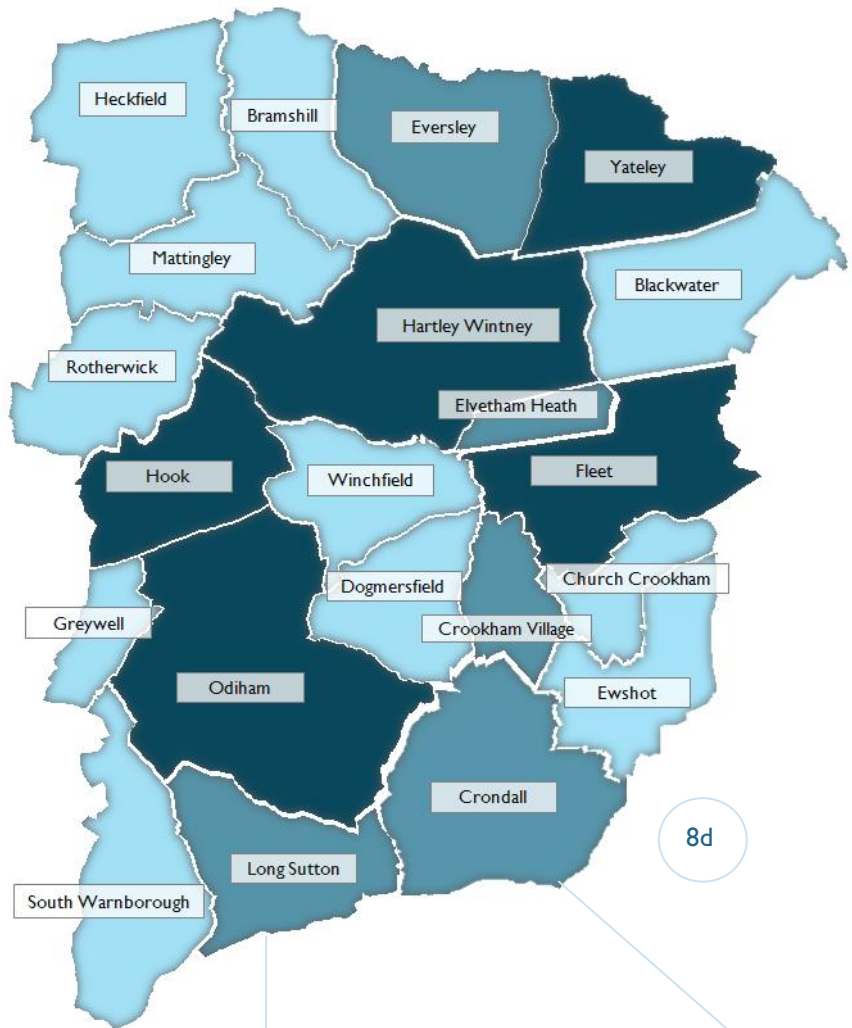 Heckfield
Bramshill
Eversley
Yateley
Mattingley
Blackwater
Hartley Wintney
Rotherwick
Elvetham Heath
Hook
Winchfield
Fleet
Church Crookham
Dogmersfield
Greywell
Crookham Village
Odiham
Ewshot
Crondall
8d
Long Sutton
South Warnborough